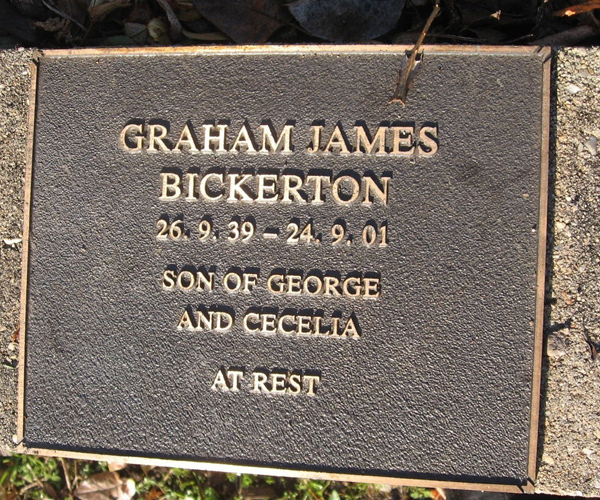 GRAHAM JAMES
BICKERTON
26. 9. 39 – 24. 9. 01
SON OF GEORGE
AND CECELIA
AT REST